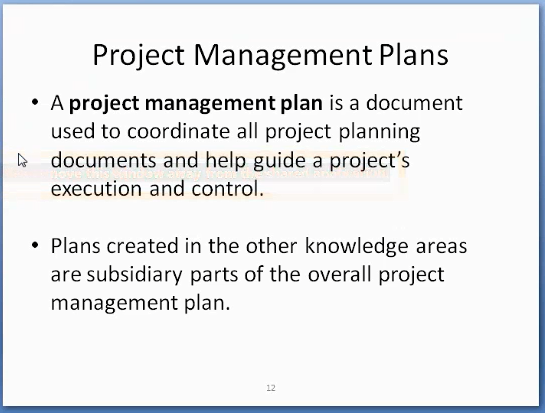 Project Management Plans
• A project management plan is a document
used to coordinate all project planning
documents and help guide a project's
execution and control.
• Plans created in the other knowledge areas
are subsidiary parts of the overall project
management plan.
12